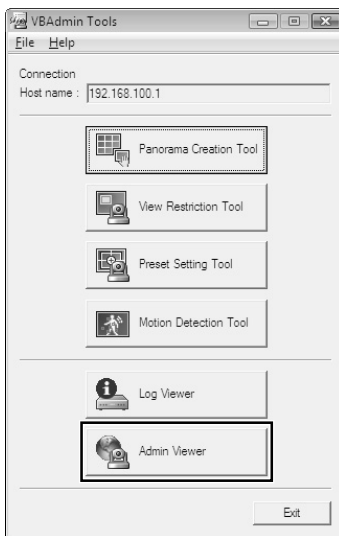 VBAdmin Tools
File Help
Connection
Host name : 192.168.100.1
Panorama Creation Tool
View Restriction Tool
Preset Setting Tool
Motion Detection Tool
Log Viewer
Admin Viewer
Exit